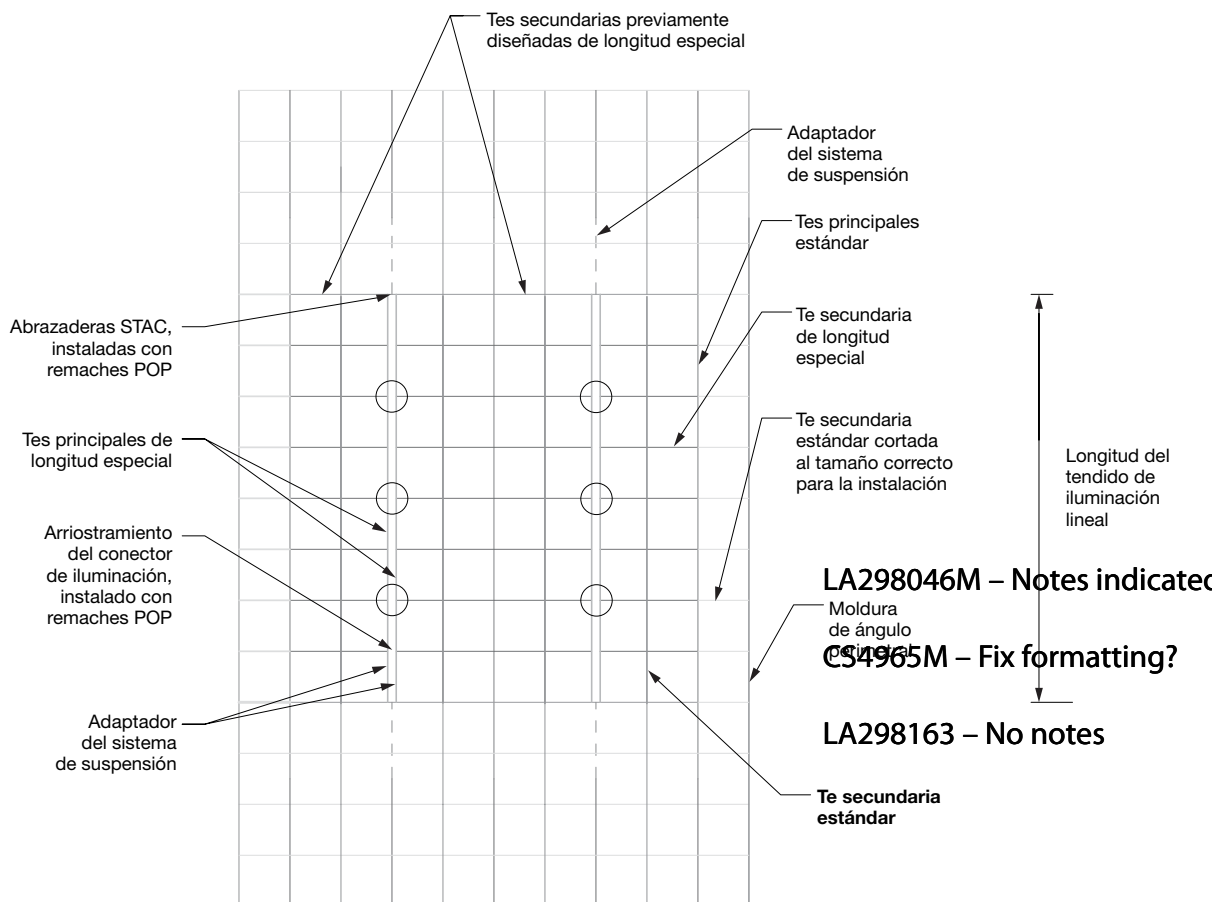 Tes secundarias previamente
diseñadas de longitud especial
Adaptador
del sistema
de suspensión
Tes principales
estándar
Abrazaderas STAC,
instaladas con
remaches POP
Te secundaria
de longitud
especial
Tes principales de
longitud especial
Te secundaria
estándar cortada
al tamaño correcto
para la instalación
Longitud del
tendido de
iluminación
lineal
Arriostramiento
del conector
de iluminación,
instalado con
remaches POP
LA298046M – Notes indicated
Moldura
de ángulo
perimetral
CS4965M – Fix formatting?
LA298163 – No notes
Adaptador
del sistema
de suspensión
Te secundaria
estándar